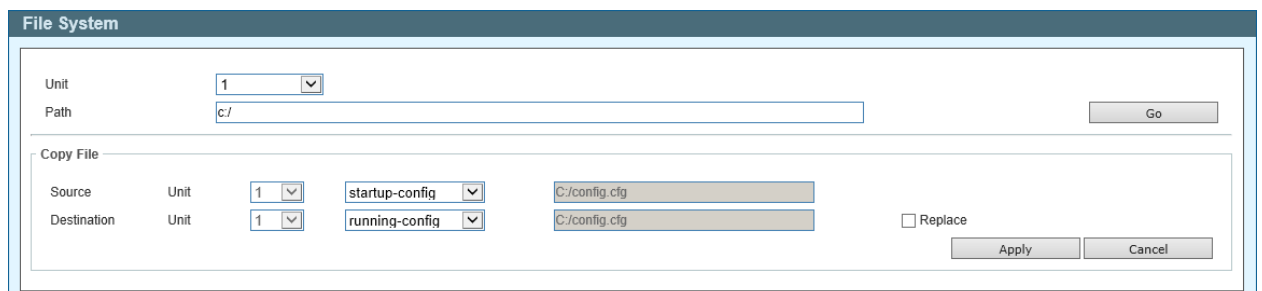 File System
Unit 1
Path c:/ Go
Copy File
Source Unit 1 startup-config C:/config.cfg
Destination Unit 1 running-config C:/config.cfg Replace
Apply Cancel